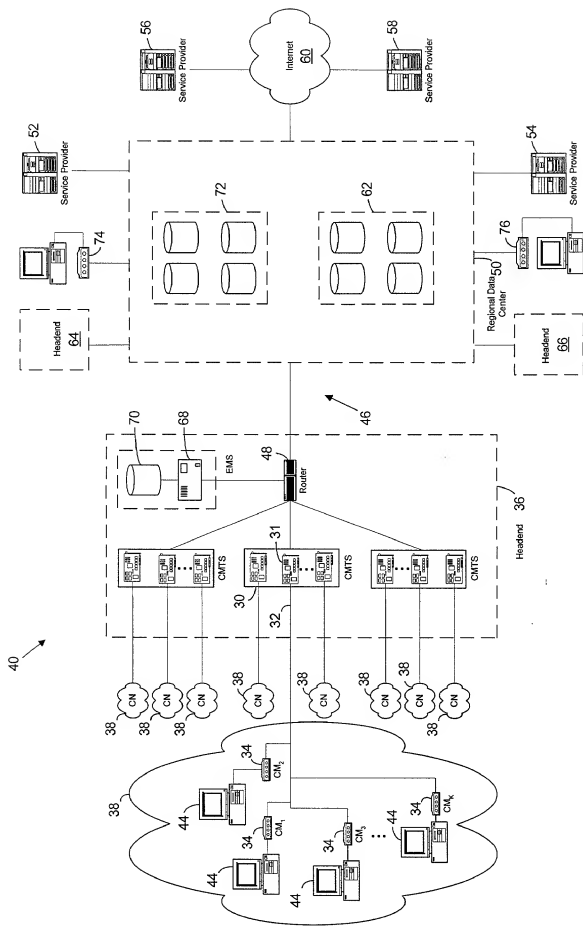 40
38
44
34
CM2
44
34
CM1
44
34
CM3
44
34
CMK
38
CN
38
CN
38
CN
38
CN
38
CN
38
CN
38
CN
38
CN
32
30
31
CMTS
CMTS
CMTS
70
68
EMS
48
Router
36
Headend
46
Headend
64
74
52
Service Provider
72
62
50
Regional Data
Center
Headend
66
76
54
Service Provider
56
Service Provider
Internet
60
58
Service Provider